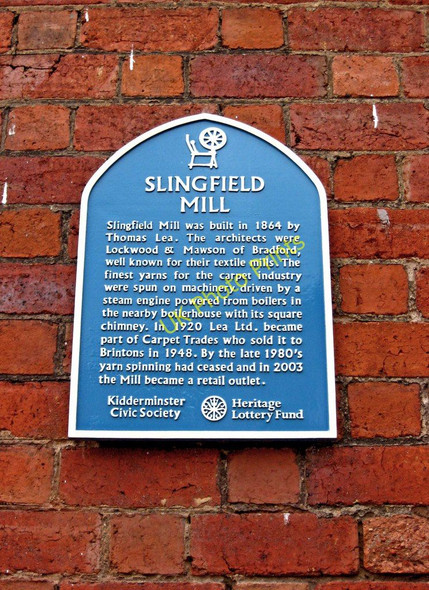 SLINGFIELD
MILL
Slingfield Mill was built in 1864 by
Thomas Lea. The architects were
Lockwood & Mawson of Bradford,
well known for their textile mills. The
finest yarns for the carpet industry
were spun on machinery driven by a
steam engine powered from boilers in
the nearby boilerhouse with its square
chimney. In 1920 Lea Ltd. became
part of Carpet Trades who sold it to
Brintons in 1948. By the late 1980's
yarn spinning had ceased and in 2003
the Mill became a retail outlet.
Kidderminster
Civic Society
Heritage
Lottery Fund
UK Photo Prints